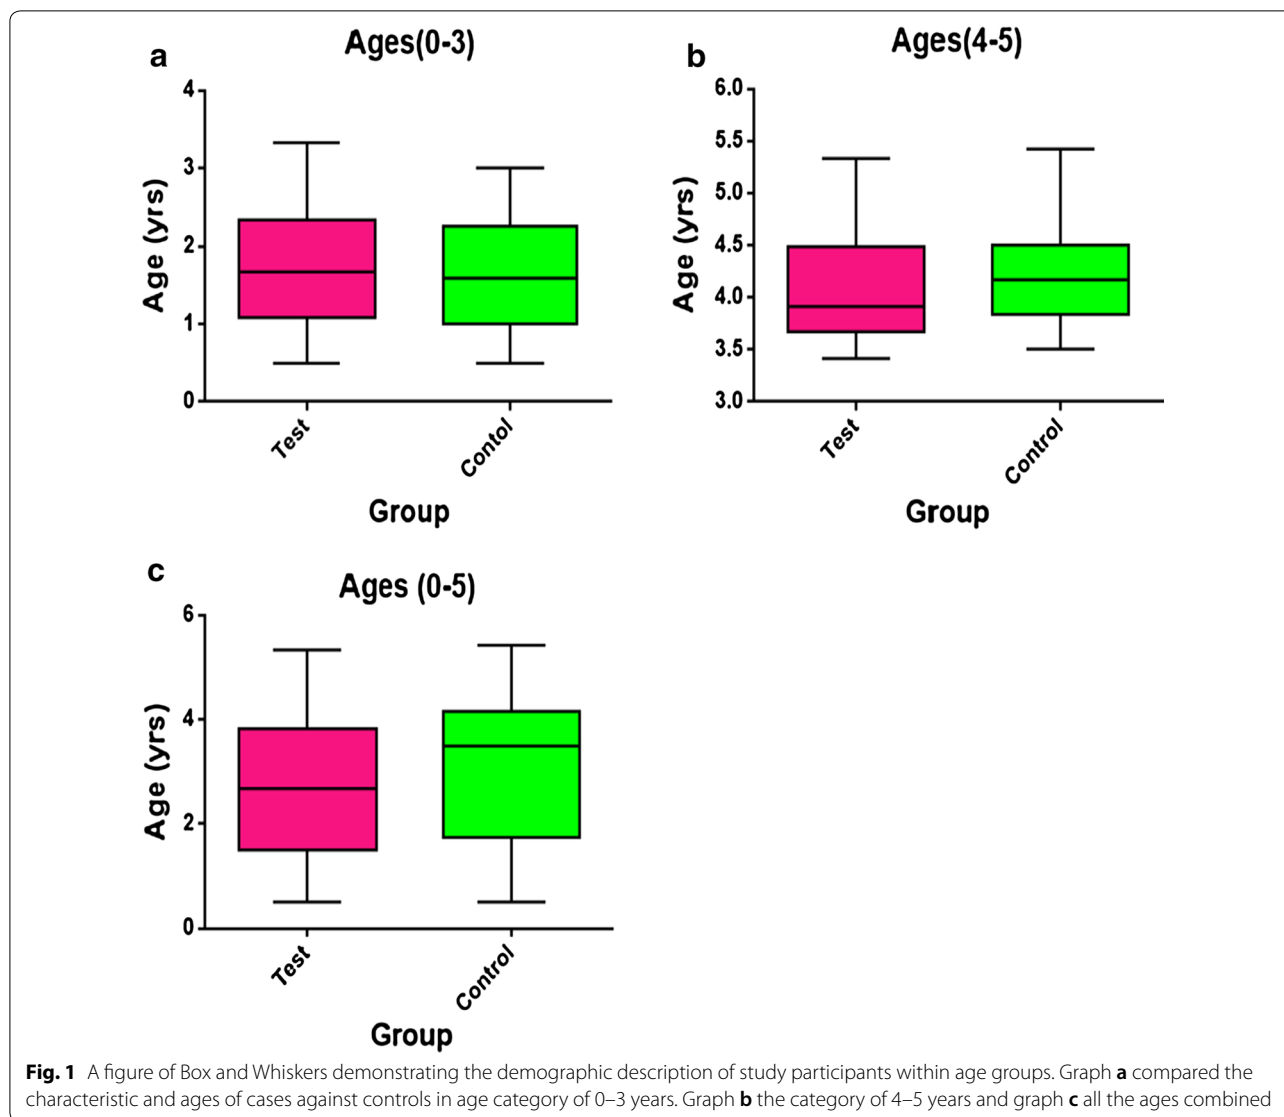 a
Ages(0-3)
4
3
2
1
0
Age (yrs)
Test
Contol
Group
b
Ages(4-5)
6.0
5.5
5.0
4.5
4.0
3.5
3.0
Age (yrs)
Test
Control
Group
c
Ages (0-5)
6
4
2
0
Age (yrs)
Test
Control
Group
Fig. 1 A figure of Box and Whiskers demonstrating the demographic description of study participants within age groups. Graph a compared the
characteristic and ages of cases against controls in age category of 0–3 years. Graph b the category of 4–5 years and graph c all the ages combined